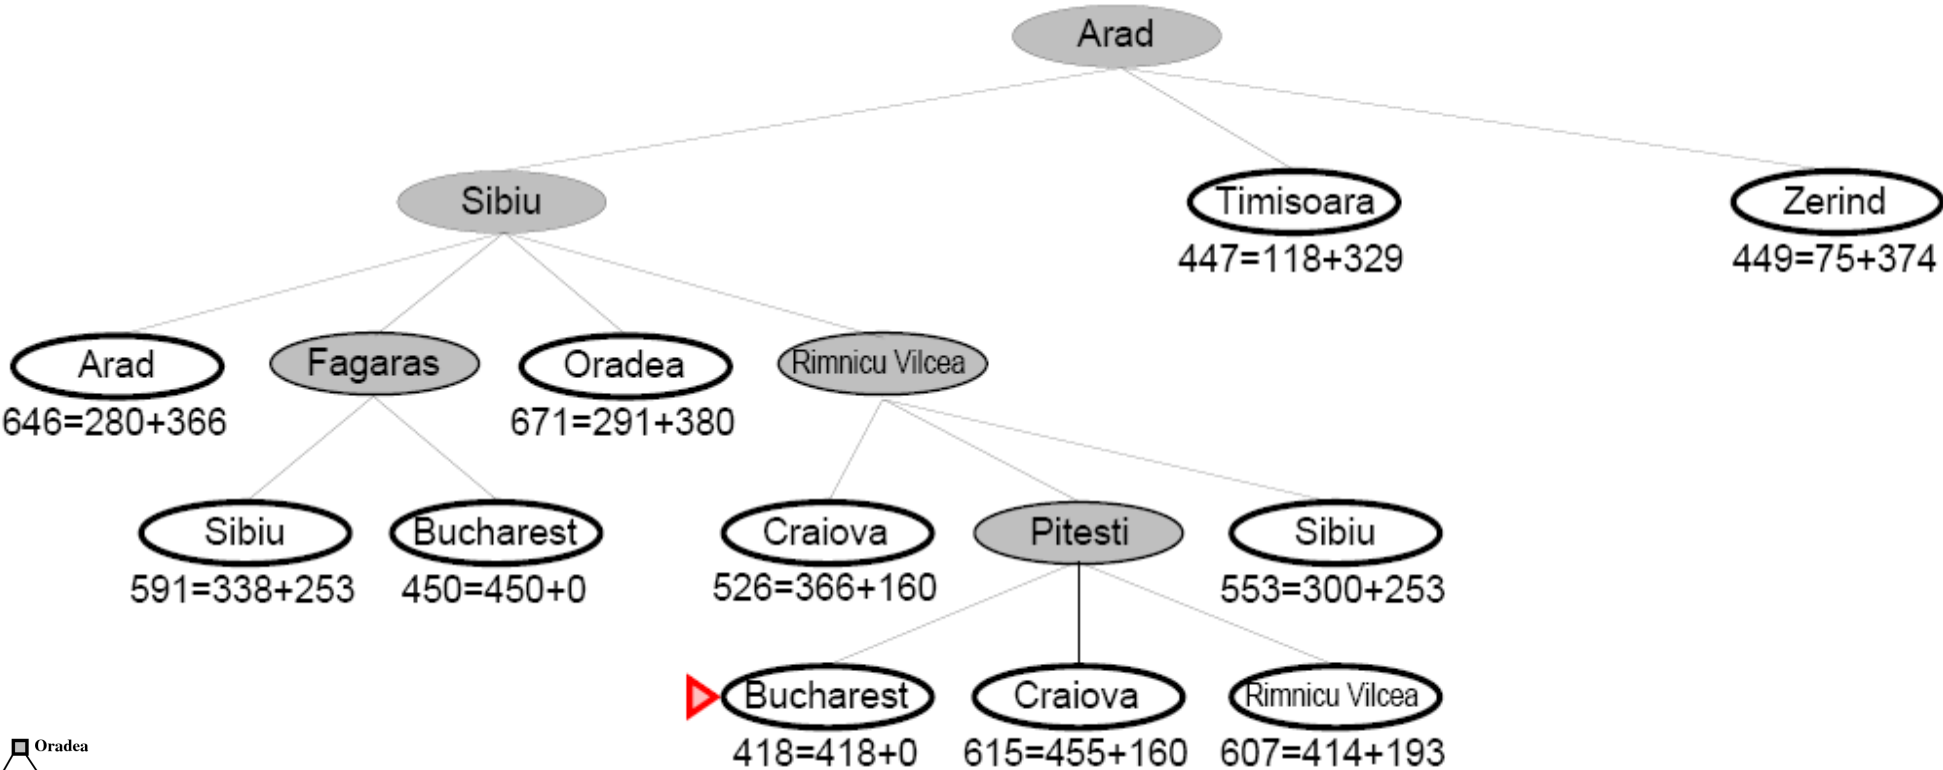 Arad
Sibiu
Timisoara
Zerind
447=118+329
449=75+374
Arad
Fagaras
Oradea
Rimnicu Vilcea
646=280+366
671=291+380
Sibiu
Bucharest
Craiova
Pitesti
Sibiu
591=338+253
450=450+0
526=366+160
553=300+253
Bucharest
Craiova
Rimnicu Vilcea
418=418+0
615=455+160
607=414+193
Oradea